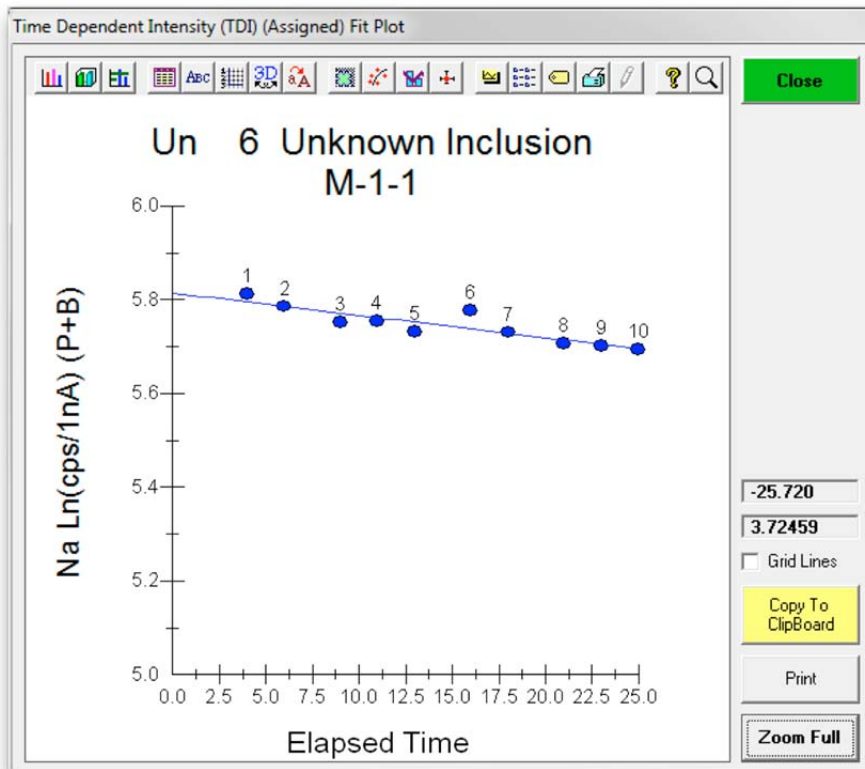 Time Dependent Intensity (TDI) (Assigned) Fit Plot
ABC
3D
aA
?
Close
Un 6 Unknown Inclusion
M-1-1
6.0
5.8
5.6
5.4
5.2
5.0
Na Ln(cps/1nA) (P+B)
1
2
3
4
5
6
7
8
9
10
0.0 2.5 5.0 7.5 10.0 12.5 15.0 17.5 20.0 22.5 25.0
Elapsed Time
-25.720
3.72459
Grid Lines
Copy To
ClipBoard
Print
Zoom Full